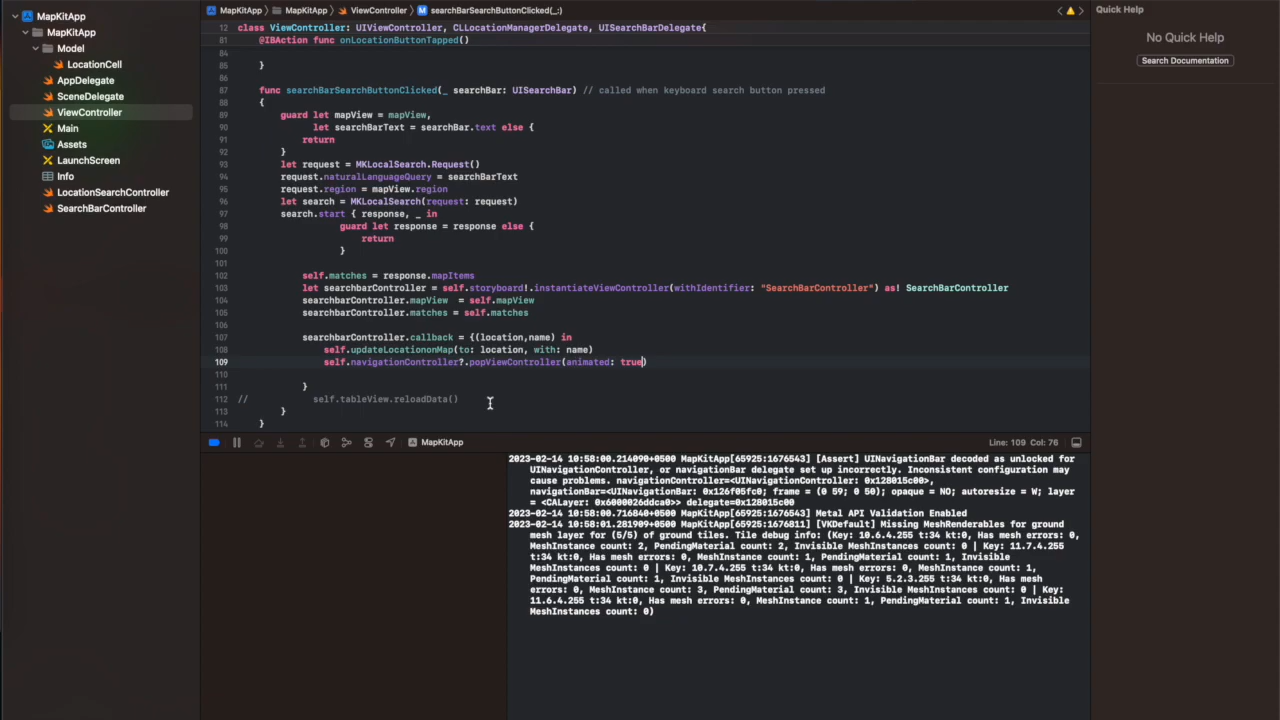 MapKitApp
MapKitApp
Model
LocationCell
AppDelegate
SceneDelegate
ViewController
Main
Assets
LaunchScreen
Info
LocationSearchController
SearchBarController
MapKitApp
MapKitApp
ViewController
M searchBarSearchButtonClicked(_:)
12 class ViewController: UIViewController, CLLocationManagerDelegate, UISearchBarDelegate{
81 @IBAction func onLocationButtonTapped()
84
85 }
86
87 func searchBarSearchButtonClicked(_ searchBar: UISearchBar) // called when keyboard search button pressed
88 {
89 guard let mapView = mapView,
90 let searchBarText = searchBar.text else {
91 return
92 }
93 let request = MKLocalSearch.Request()
94 request.naturalLanguageQuery = searchBarText
95 request.region = mapView.region
96 let search = MKLocalSearch(request: request)
97 search.start { response, _ in
98 guard let response = response else {
99 return
100 }
101
102 self.matches = response.mapItems
103 let searchbarController = self.storyboard!.instantiateViewController(withIdentifier: "SearchBarController") as! SearchBarController
104 searchbarController.mapView  = self.mapView
105 searchbarController.matches = self.matches
106
107 searchbarController.callback = {(location,name) in
108 self.updateLocationonMap(to: location, with: name)
109 self.navigationController?.popViewController(animated: true)
110
111 }
112 // self.tableView.reloadData()
113 }
114 }
MapKitApp
Line: 109 Col: 76
2023-02-14 10:58:00.214090+0500 MapKitApp[65925:1676543] [Assert] UINavigationBar decoded as unlocked for
UINavigationController, or navigationBar delegate set up incorrectly. Inconsistent configuration may
cause problems. navigationController=<UINavigationController: 0x128015c00>,
navigationBar=<UINavigationBar: 0x126f05fc0; frame = (0 59; 0 50); opaque = NO; autoresize = W; layer
= <CALayer: 0x6000026ddca0>> delegate=0x128015c00
2023-02-14 10:58:00.716840+0500 MapKitApp[65925:1676543] Metal API Validation Enabled
2023-02-14 10:58:01.281909+0500 MapKitApp[65925:1676811] [VKDefault] Missing MeshRenderables for ground
mesh layer for (5/5) of ground tiles. Tile debug info: (Key: 10.6.4.255 t:34 kt:0, Has mesh errors: 0,
MeshInstance count: 2, PendingMaterial count: 2, Invisible MeshInstances count: 0 | Key: 11.7.4.255
t:34 kt:0, Has mesh errors: 0, MeshInstance count: 1, PendingMaterial count: 1, Invisible
MeshInstances count: 0 | Key: 10.7.4.255 t:34 kt:0, Has mesh errors: 0, MeshInstance count: 1,
PendingMaterial count: 1, Invisible MeshInstances count: 0 | Key: 5.2.3.255 t:34 kt:0, Has mesh
errors: 0, MeshInstance count: 3, PendingMaterial count: 3, Invisible MeshInstances count: 0 | Key:
11.6.4.255 t:34 kt:0, Has mesh errors: 0, MeshInstance count: 1, PendingMaterial count: 1, Invisible
MeshInstances count: 0)
Quick Help
No Quick Help
Search Documentation